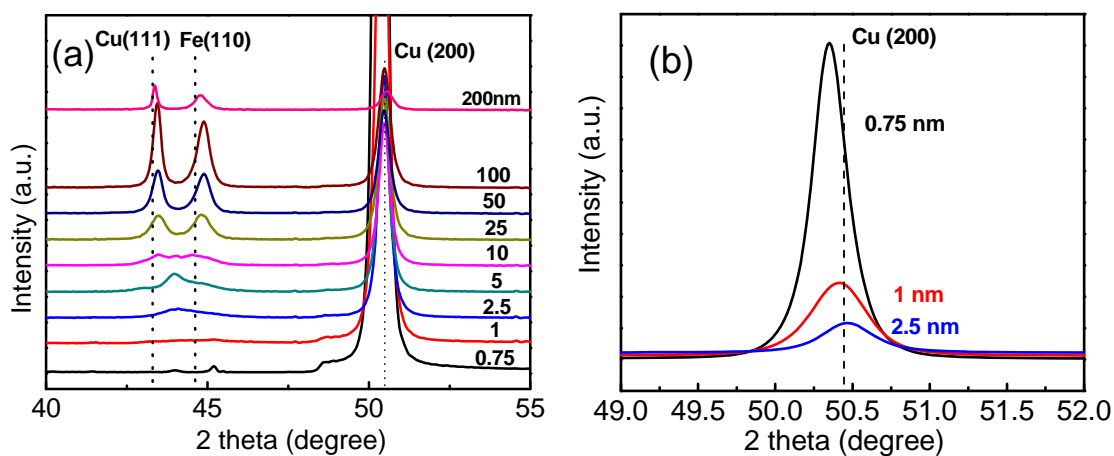 (a)
Cu(111)
Fe(110)
Cu (200)
200nm
100
50
25
10
5
2.5
1
0.75
Intensity (a.u.)
40 45 50 55
2 theta (degree)
(b)
Cu (200)
0.75 nm
1 nm
2.5 nm
Intensity (a.u.)
49.0 49.5 50.0 50.5 51.0 51.5 52.0
2 theta (degree)